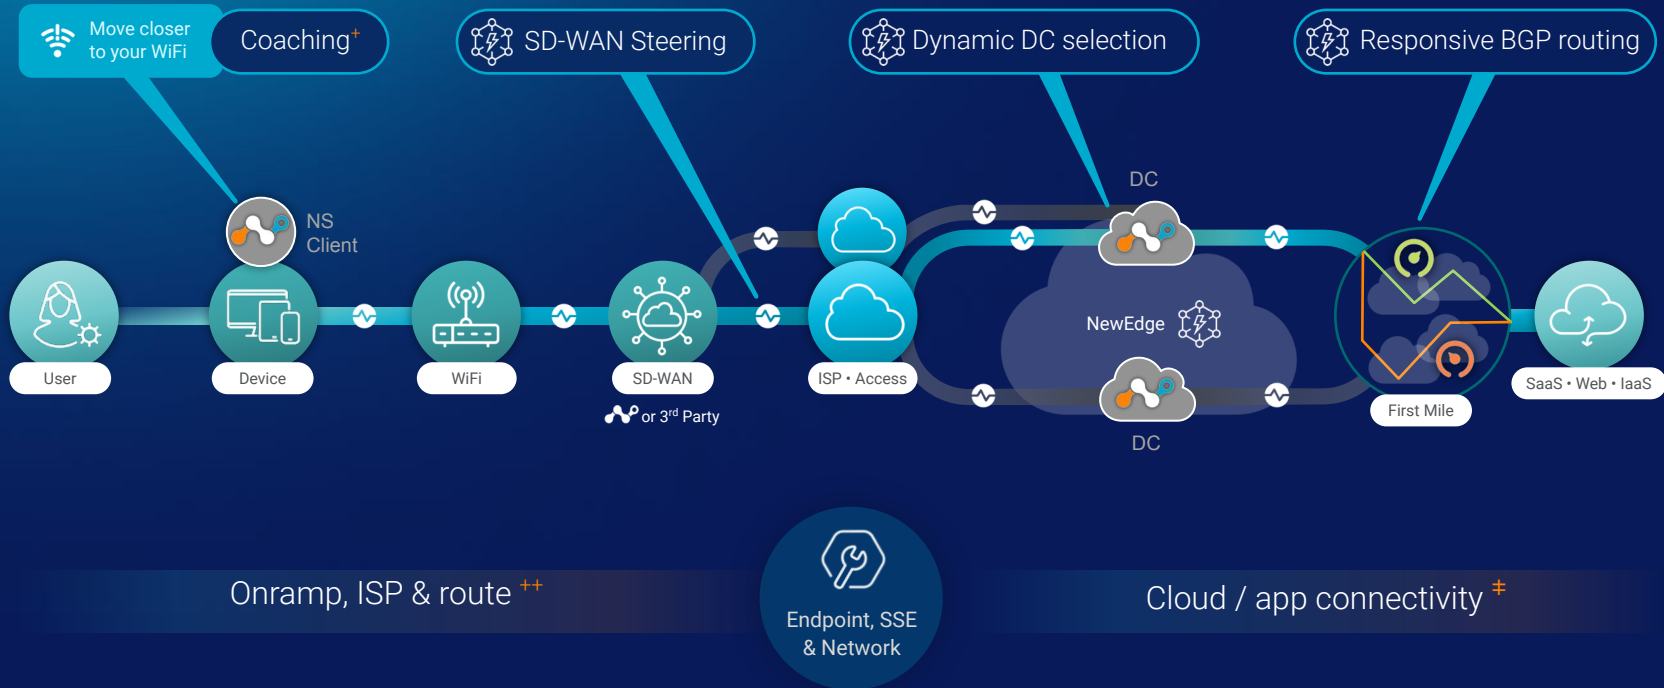 Move closer
to your WiFi
Coaching+
SD-WAN Steering
Dynamic DC selection
Responsive BGP routing
NS
Client
DC
NewEdge
User
Device
WiFi
SD-WAN
ISP • Access
SaaS • Web • IaaS
First Mile
or 3rd Party
DC
Onramp, ISP & route ++
Endpoint, SSE
& Network
Cloud / app connectivity ‡